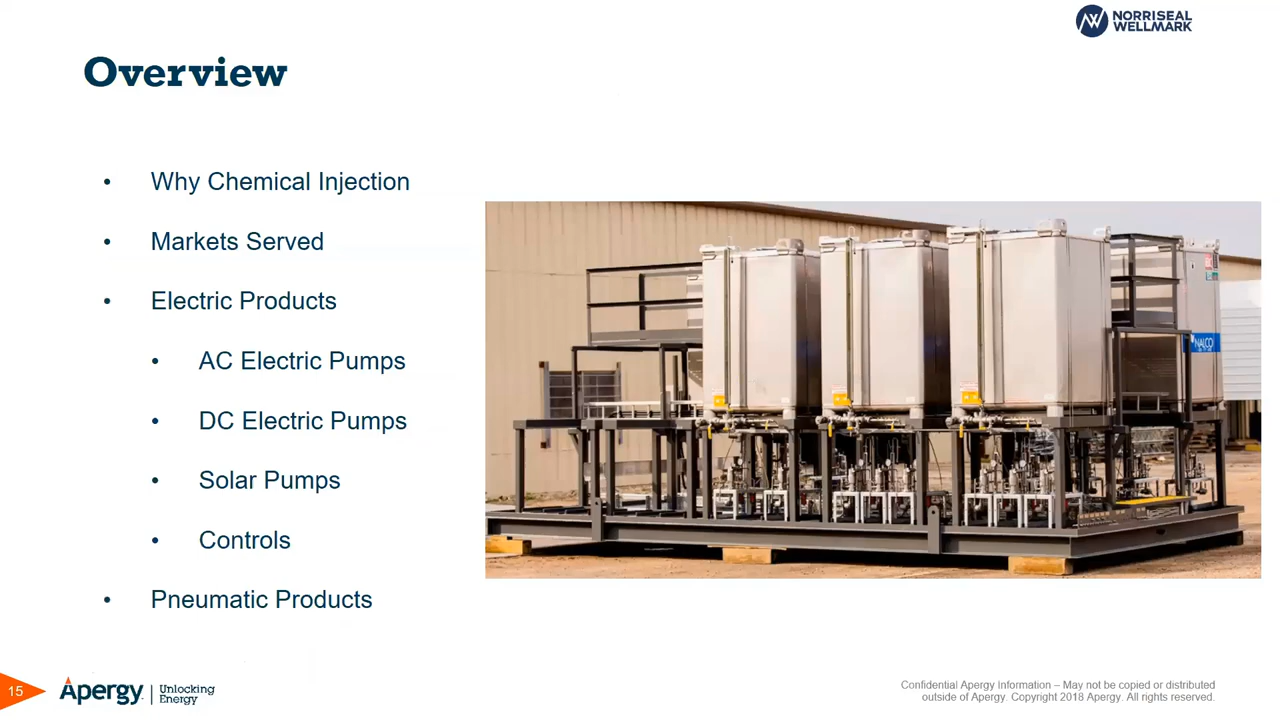 NORRISEAL
WELLMARK
Overview
• Why Chemical Injection
• Markets Served
• Electric Products
• AC Electric Pumps
• DC Electric Pumps
• Solar Pumps
• Controls
• Pneumatic Products
NALCO
15
Apergy
Unlocking
Energy
Confidential Apergy Information – May not be copied or distributed
outside of Apergy. Copyright 2018 Apergy. All rights reserved.